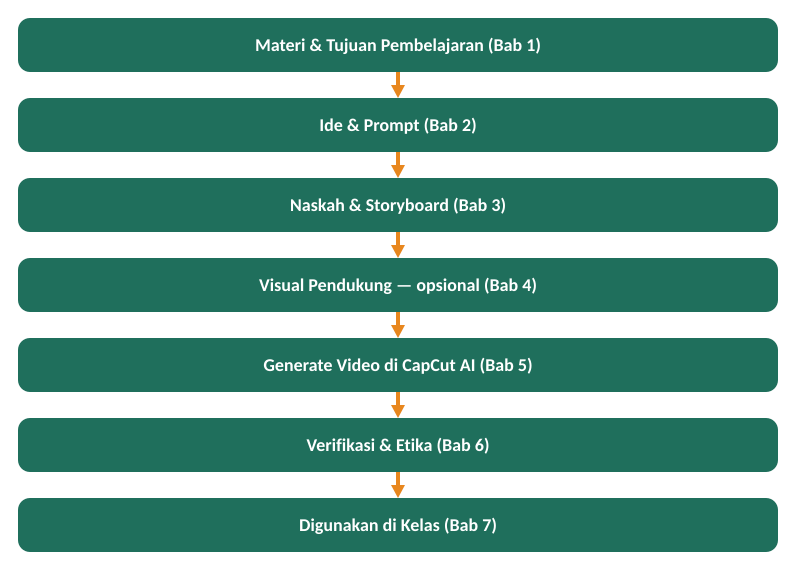 Materi & Tujuan Pembelajaran (Bab 1)
Ide & Prompt (Bab 2)
Naskah & Storyboard (Bab 3)
Visual Pendukung — opsional (Bab 4)
Generate Video di CapCut AI (Bab 5)
Verifikasi & Etika (Bab 6)
Digunakan di Kelas (Bab 7)